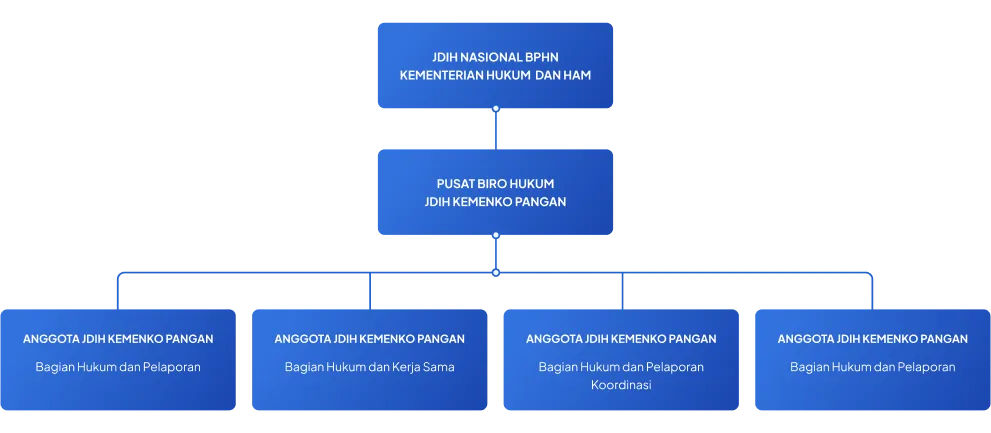 JDIH NASIONAL BPHN
KEMENTERIAN HUKUM DAN HAM
PUSAT BIRO HUKUM
JDIH KEMENKO PANGAN
ANGGOTA JDIH KEMENKO PANGAN
Bagian Hukum dan Pelaporan
ANGGOTA JDIH KEMENKO PANGAN
Bagian Hukum dan Kerja Sama
ANGGOTA JDIH KEMENKO PANGAN
Bagian Hukum dan Pelaporan
Koordinasi
ANGGOTA JDIH KEMENKO PANGAN
Bagian Hukum dan Pelaporan